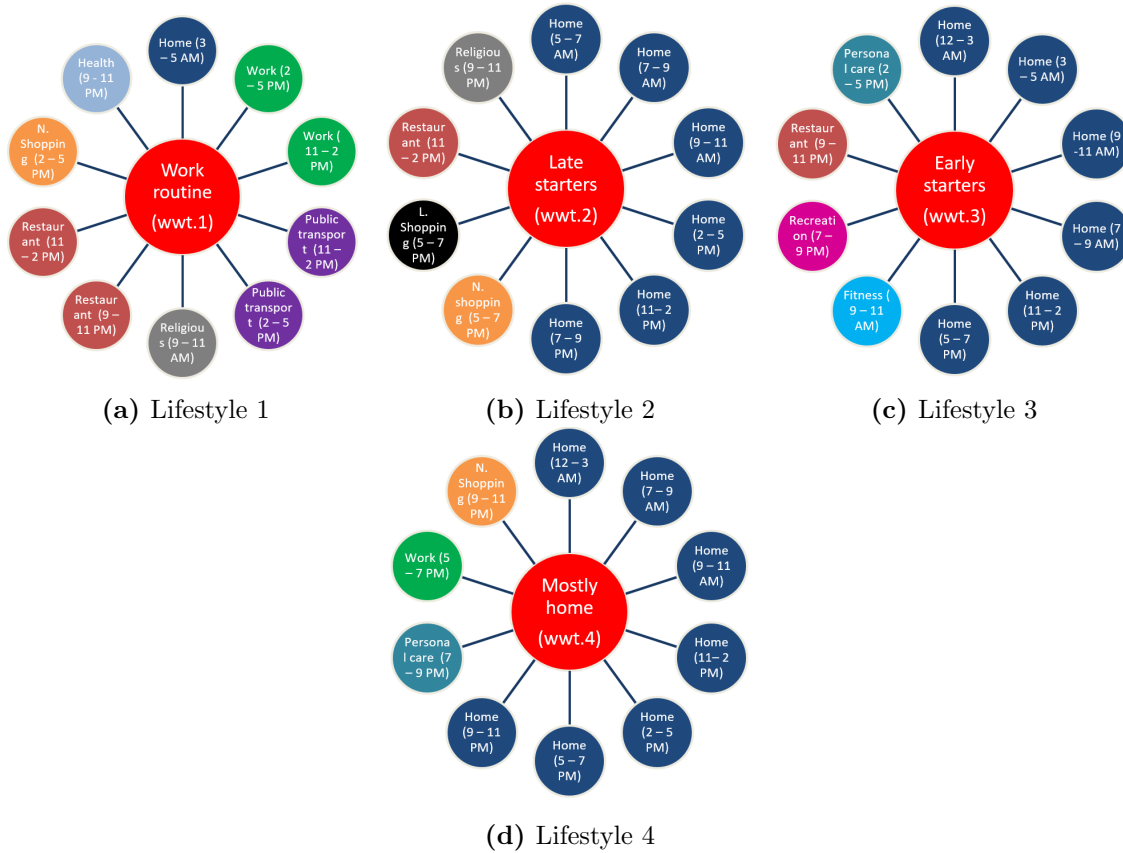 Work
routine
(wwt.1)
Home (3
– 5 AM)
Work (2
– 5 PM)
Work (
11 – 2
PM)
Public
transpor
t  (11 –
2 PM)
Public
transpor
t  (2 – 5
PM)
Religiou
s (9 – 11
AM)
Restaur
ant  (9 –
11 PM)
Restaur
ant  (11
– 2 PM)
N.
Shoppin
g  (2 – 5
PM)
Health
(9 - 11
PM)
(a) Lifestyle 1
Late
starters
(wwt.2)
Home
(5 – 7
AM)
Home
(7 – 9
AM)
Home
(9 – 11
AM)
Home
(2 – 5
PM)
Home
(11– 2
PM)
Home
(7 – 9
PM)
N.
shoppin
g  (5 – 7
PM)
L.
Shoppin
g (5 – 7
PM)
Restaur
ant  (11
– 2 PM)
Religiou
s (9 – 11
PM)
(b) Lifestyle 2
Early
starters
(wwt.3)
Home
(12 – 3
AM)
Home (3
– 5 AM)
Home (9
-11 AM)
Home (7
– 9 AM)
Home
(11 – 2
PM)
Home
(5 – 7
PM)
Fitness (
9 – 11
AM)
Recreati
on (7 –
9 PM)
Restaur
ant  (9 –
11 PM)
Persona
l care (2
– 5 PM)
(c) Lifestyle 3
Mostly
home
(wwt.4)
Home
(12 – 3
AM)
Home
(7 – 9
AM)
Home
(9 – 11
AM)
Home
(11– 2
PM)
Home
(2 – 5
PM)
Home
(5 – 7
PM)
Home
(9 – 11
PM)
Persona
l care  (7
– 9 PM)
Work (5
– 7 PM)
N.
Shoppin
g (9 – 11
PM)
(d) Lifestyle 4